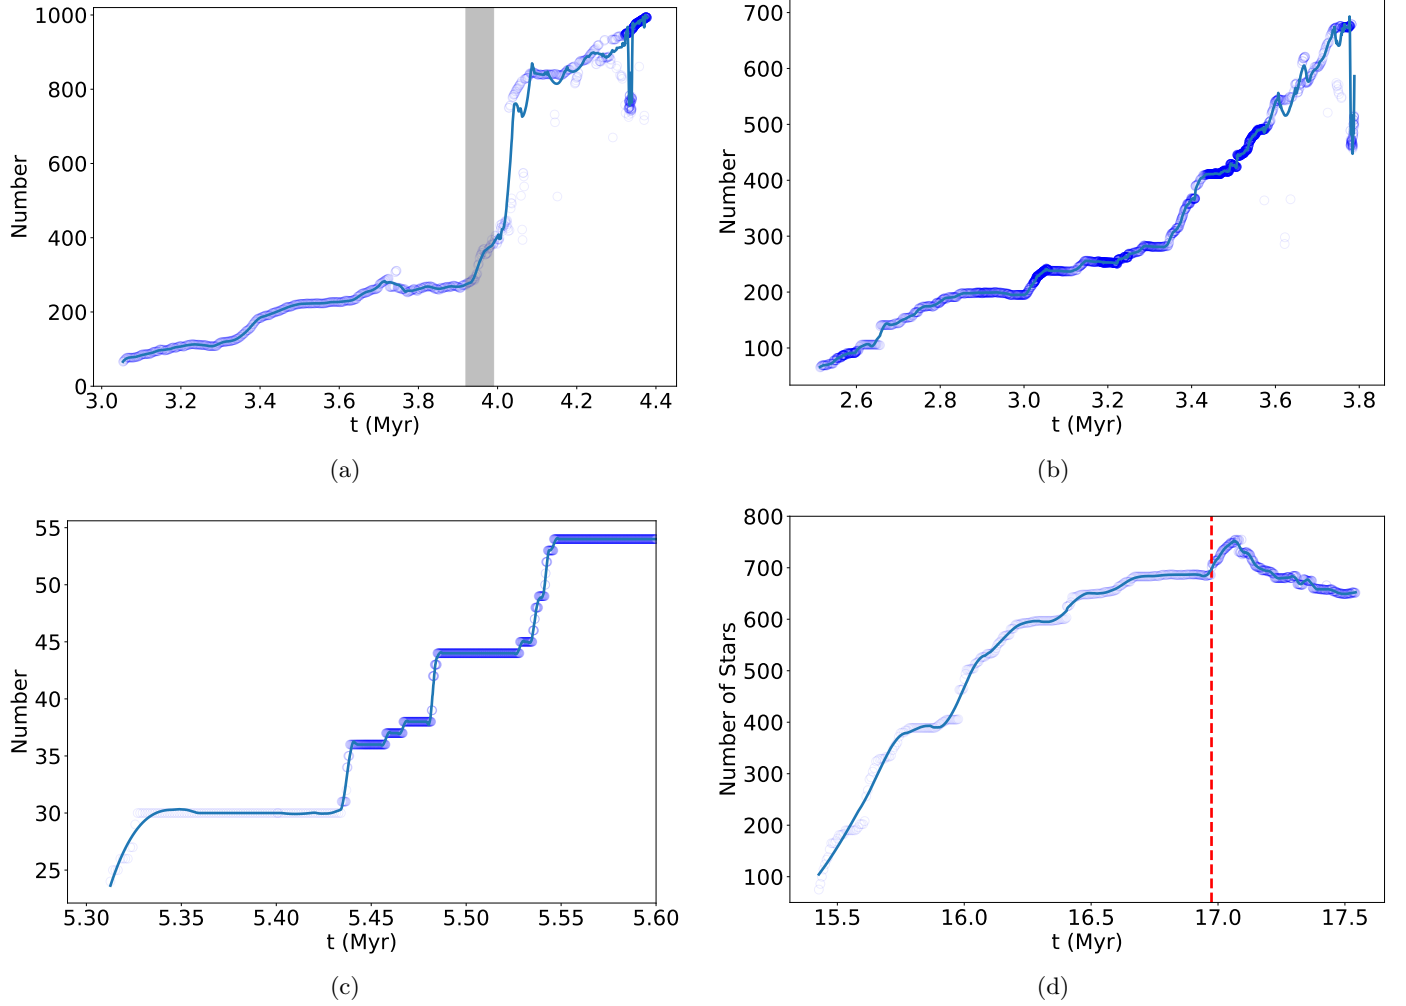 1000
800
600
400
200
0
Number
3.0 3.2 3.4 3.6 3.8 4.0 4.2 4.4
t (Myr)
(a)
700
600
500
400
300
200
100
Number
2.6 2.8 3.0 3.2 3.4 3.6 3.8
t (Myr)
(b)
55
50
45
40
35
30
25
Number
5.30 5.35 5.40 5.45 5.50 5.55 5.60
t (Myr)
(c)
800
700
600
500
400
300
200
100
Number of Stars
15.5 16.0 16.5 17.0 17.5
t (Myr)
(d)